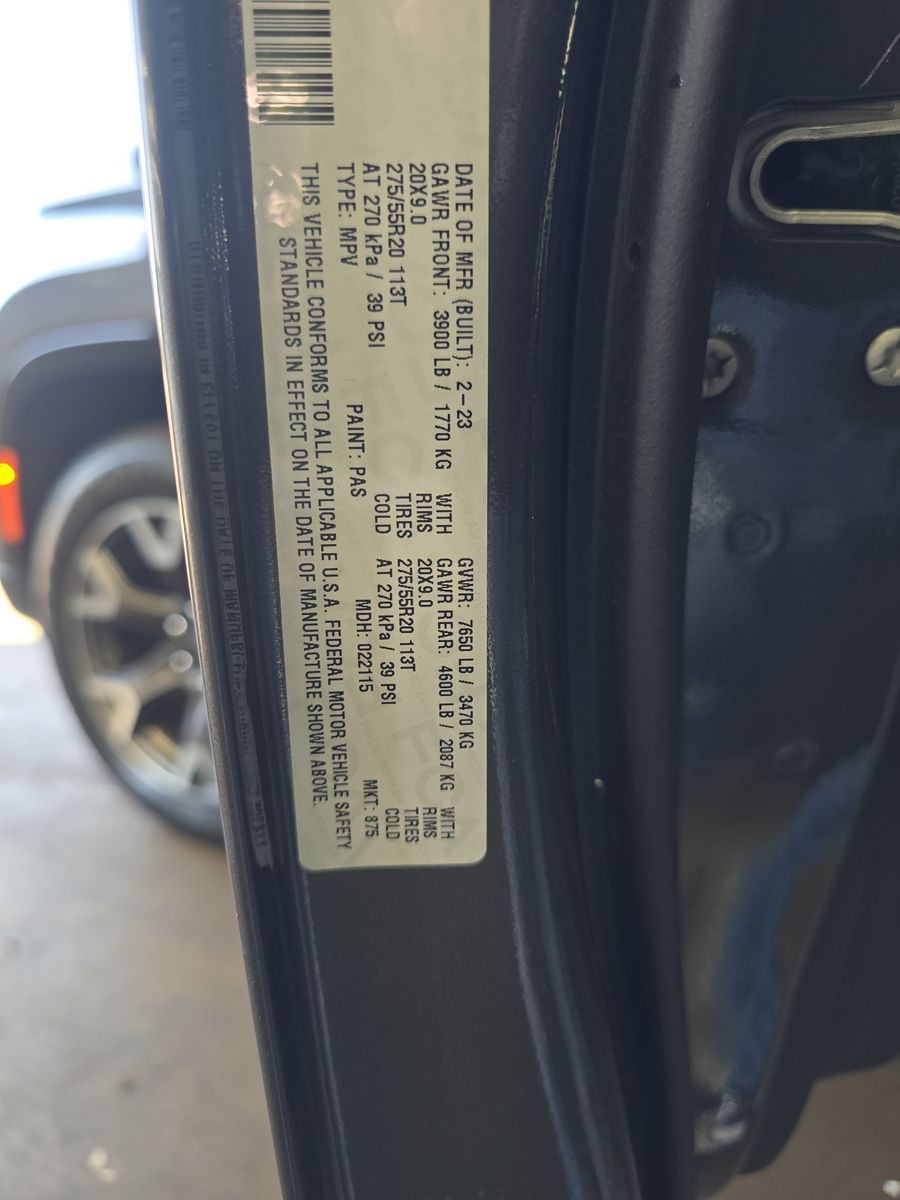 DATE OF MFR (BUILT): 2-23 GVWR: 7650 LB / 3470 KG
GAWR FRONT: 3900 LB / 1770 KG WITH GAWR REAR: 4600 LB / 2087 KG WITH
20X9.0 RIMS 20X9.0 RIMS
275/55R20 113T TIRES 275/55R20 113T TIRES
AT 270 kPa / 39 PSI COLD AT 270 kPa / 39 PSI COLD
TYPE: MPV PAINT: PAS MDH: 022115 MKT: 875
THIS VEHICLE CONFORMS TO ALL APPLICABLE U.S.A. FEDERAL MOTOR VEHICLE SAFETY
STANDARDS IN EFFECT ON THE DATE OF MANUFACTURE SHOWN ABOVE.